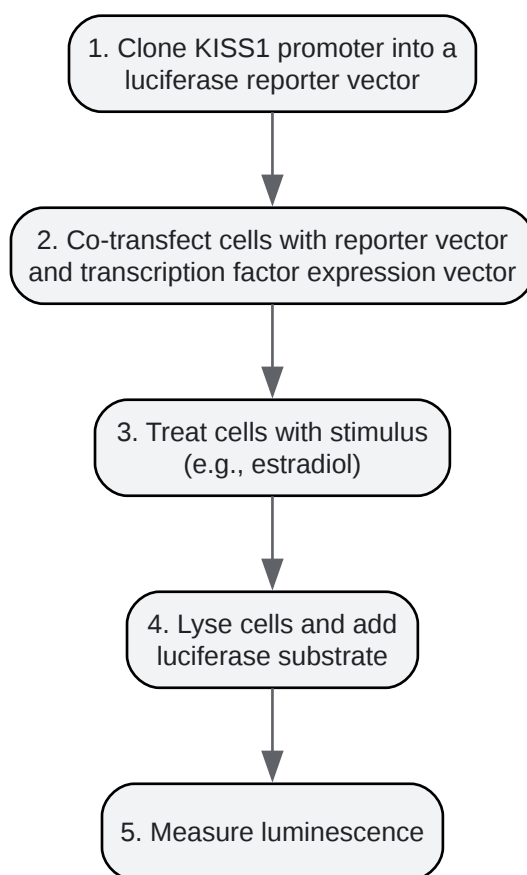 1. Clone KISS1 promoter into a
luciferase reporter vector
2. Co-transfect cells with reporter vector
and transcription factor expression vector
3. Treat cells with stimulus
(e.g., estradiol)
4. Lyse cells and add
luciferase substrate
5. Measure luminescence